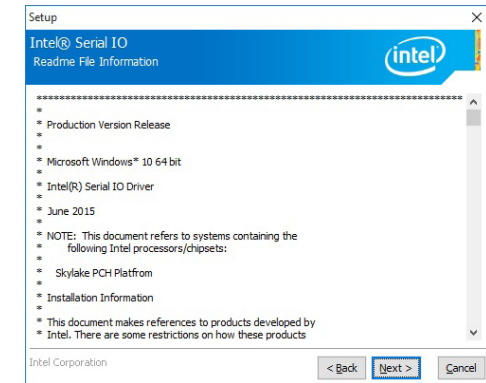 Setup
Intel® Serial IO
Readme File Information
intel
******************************************************************************
*
* Production Version Release
*
*
* Microsoft Windows* 10 64 bit
*
* Intel(R) Serial IO Driver
*
* June 2015
*
* NOTE: This document refers to systems containing the
* following Intel processors/chipsets:
*
* Skylake PCH Platfrom
*
* Installation Information
*
* This document makes references to products developed by
* Intel. There are some restrictions on how these products
Intel Corporation
< Back
Next >
Cancel